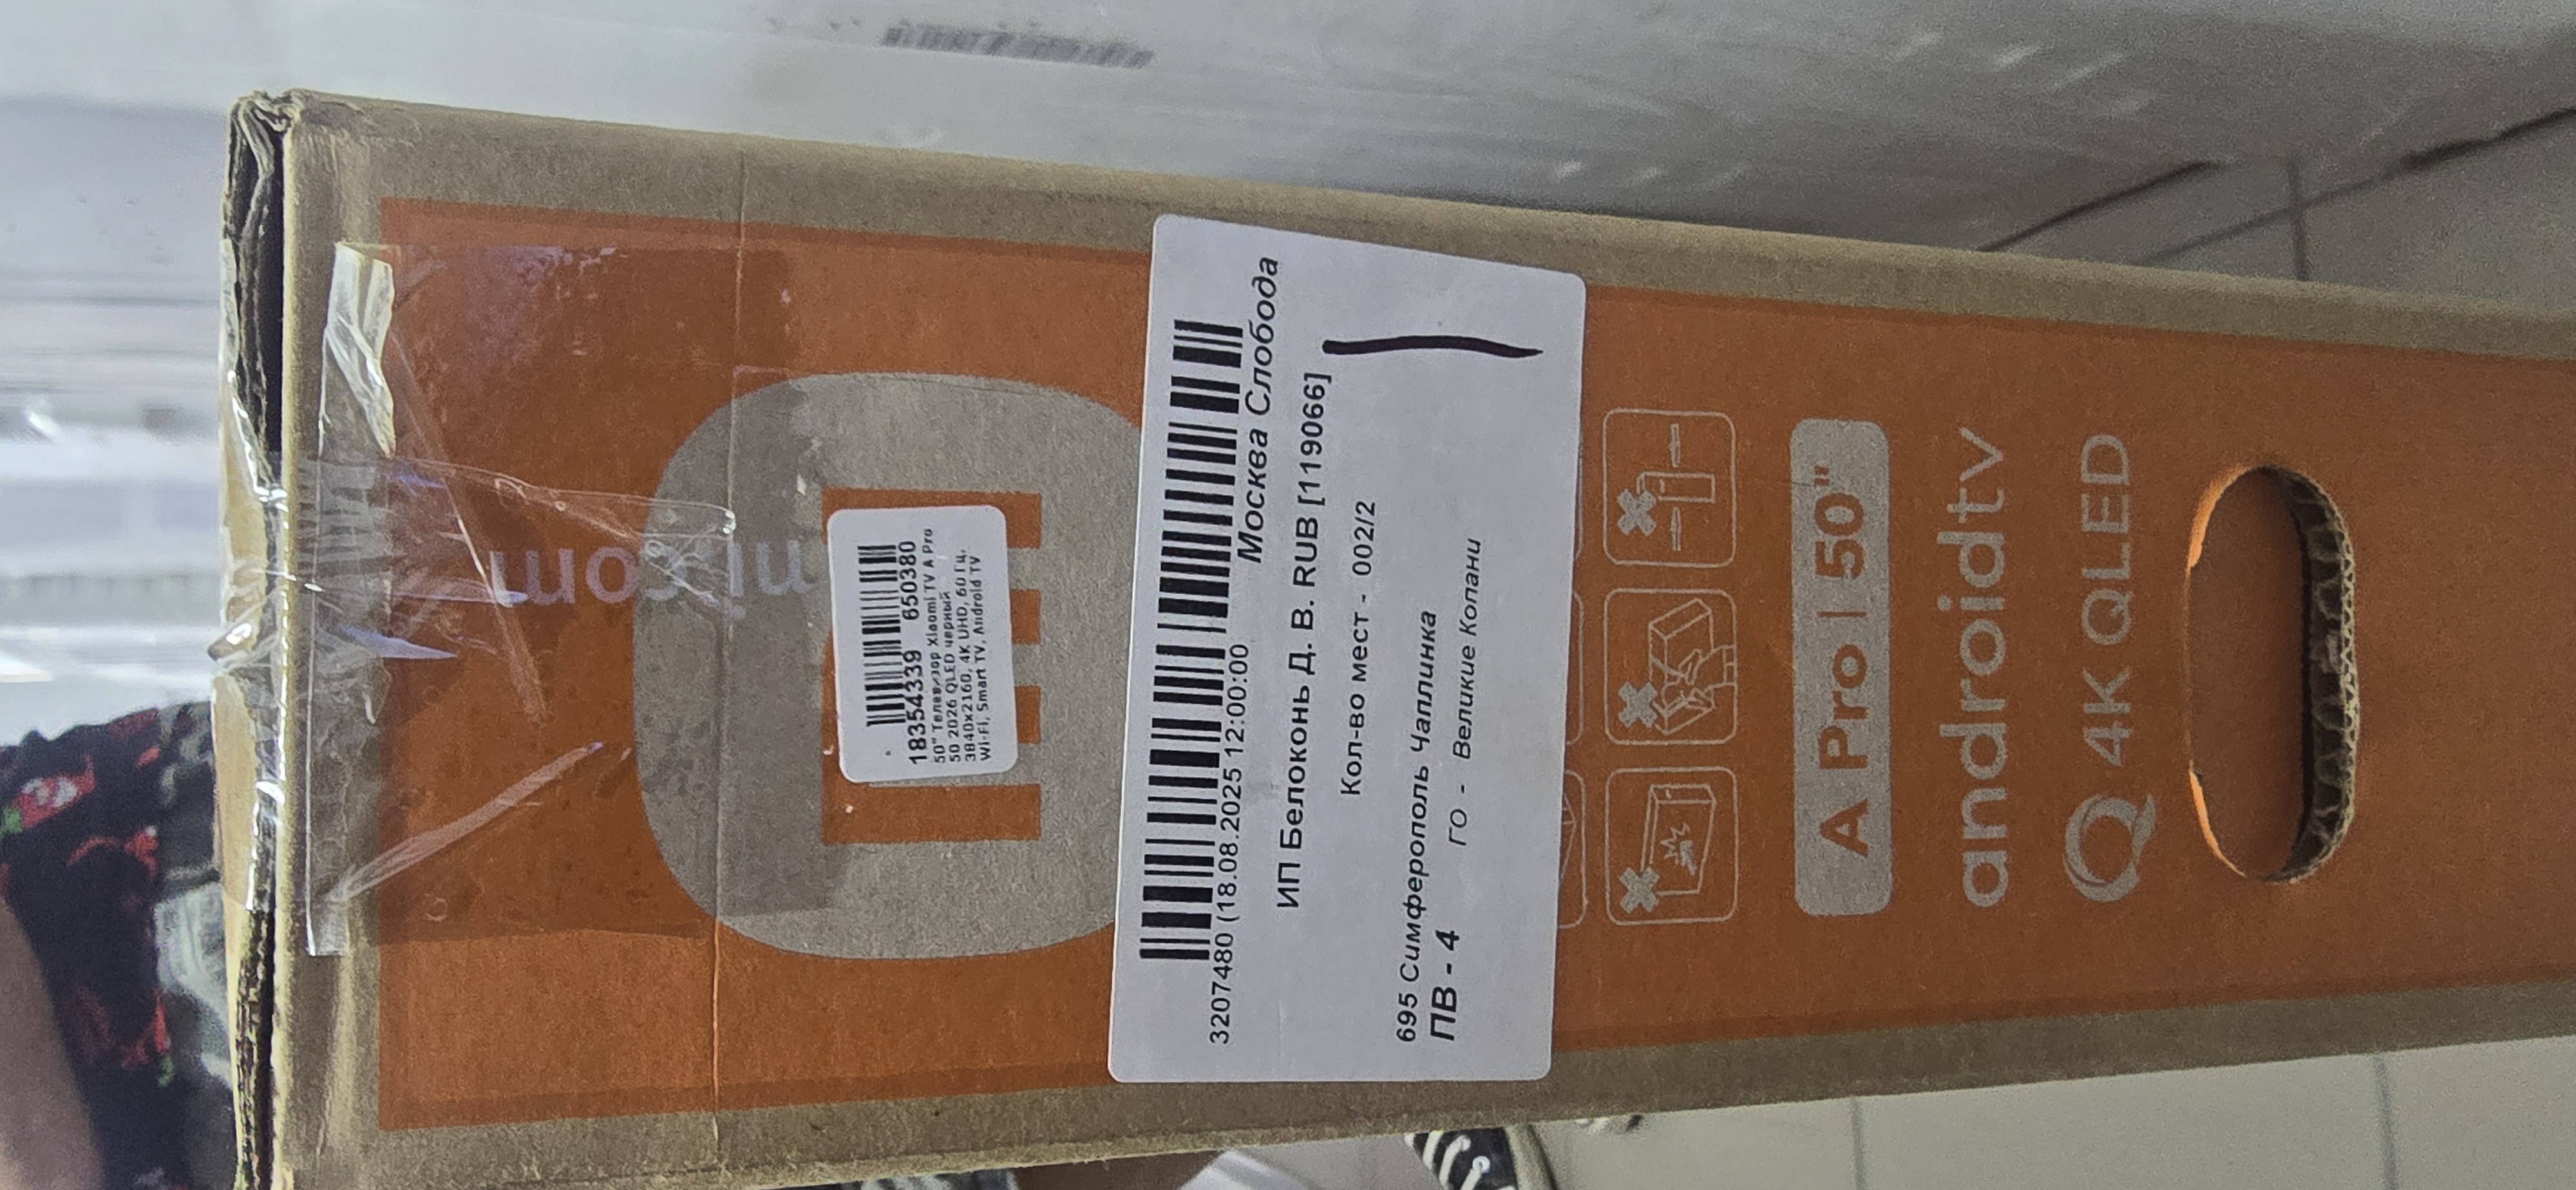 mi.com
183544339 650380
50" Телевизор Xiaomi TV A Pro
50 2026 QLED черный
3840x2160, 4K UHD, 60 Гц,
Wi-Fi, Smart TV, Android TV
3207480 (18.08.2025 12:00:00
Москва Слобода
ИП Белоконь Д. В. RUB [119066]
Кол-во мест - 002/2
695 Симферополь Чаплинка
ПВ - 4 ГО - Великие Копани
A Pro | 50"
androidtv
4K QLED